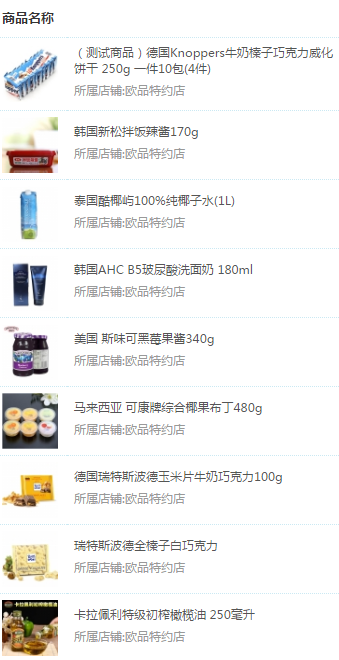 商品名称
（测试商品）德国Knoppers牛奶榛子巧克力威化
饼干 250g 一件10包(4件)
所属店铺:欧品特约店
韩国新松拌饭辣酱170g
所属店铺:欧品特约店
泰国酷椰屿100%纯椰子水(1L)
所属店铺:欧品特约店
韩国AHC B5玻尿酸洗面奶 180ml
所属店铺:欧品特约店
美国 斯味可黑莓果酱340g
所属店铺:欧品特约店
马来西亚 可康牌综合椰果布丁480g
所属店铺:欧品特约店
德国瑞特斯波德玉米片牛奶巧克力100g
所属店铺:欧品特约店
瑞特斯波德全榛子白巧克力
所属店铺:欧品特约店
卡拉佩利初榨橄榄油
卡拉佩利特级初榨橄榄油 250毫升
所属店铺:欧品特约店